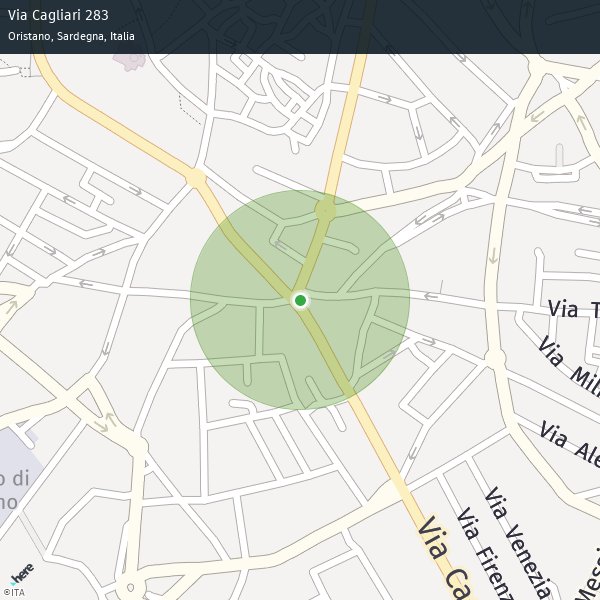 Via Cagliari 283
Oristano, Sardegna, Italia
Via T
Via Mil
Via Ale
o di
no
Via Ca
Via Venezia
Via Firenz
Messi
here
©ITA